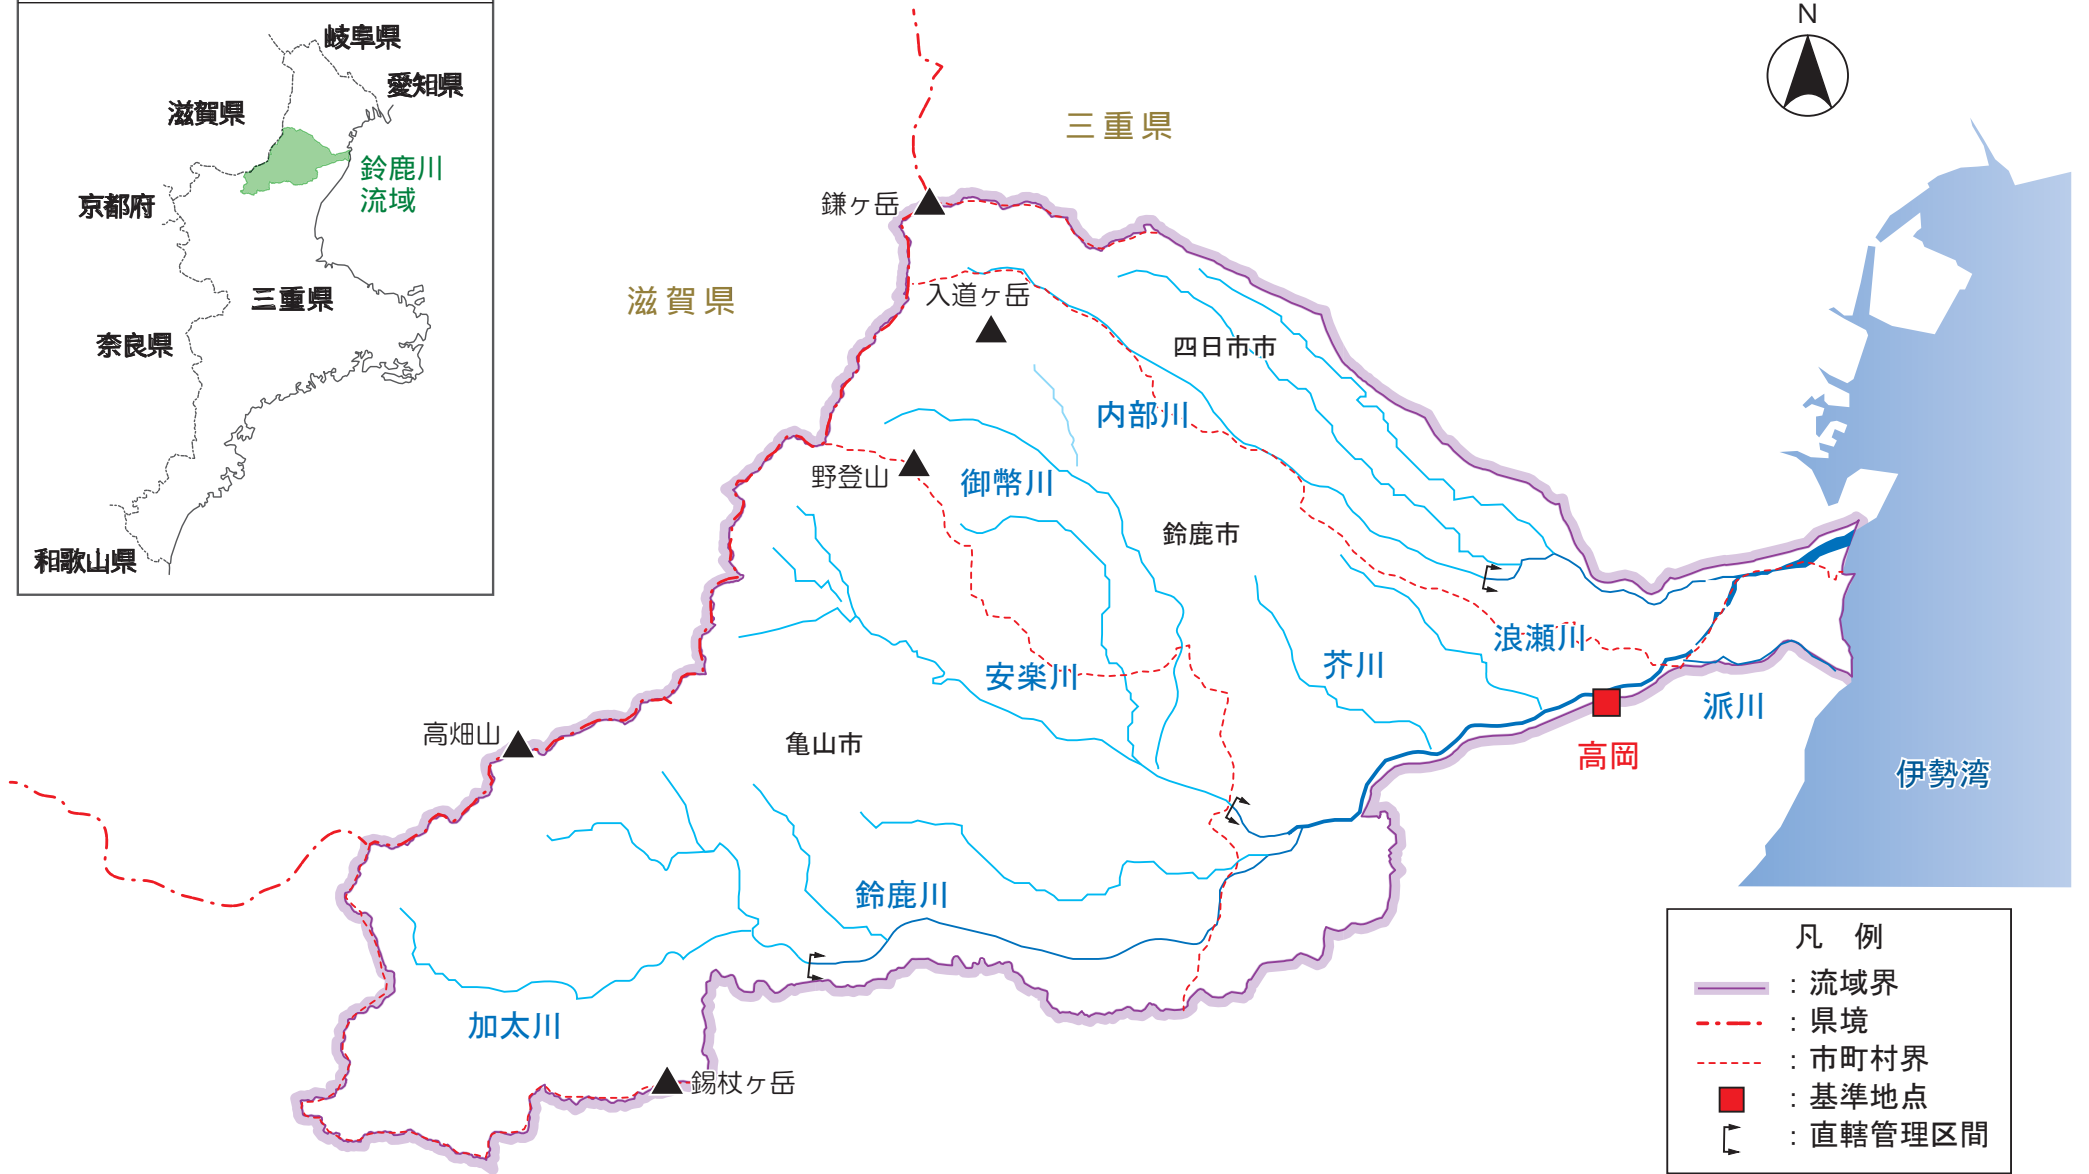 岐阜県
愛知県
滋賀県
鈴鹿川
流域
京都府
三重県
奈良県
和歌山県
N
三重県
滋賀県
鎌ヶ岳
入道ヶ岳
四日市市
内部川
野登山
御幣川
鈴鹿市
安楽川
芥川
浪瀬川
派川
高岡
高畑山
亀山市
伊勢湾
鈴鹿川
加太川
錫杖ヶ岳
凡 例
：流域界
：県境
：市町村界
：基準地点
：直轄管理区間